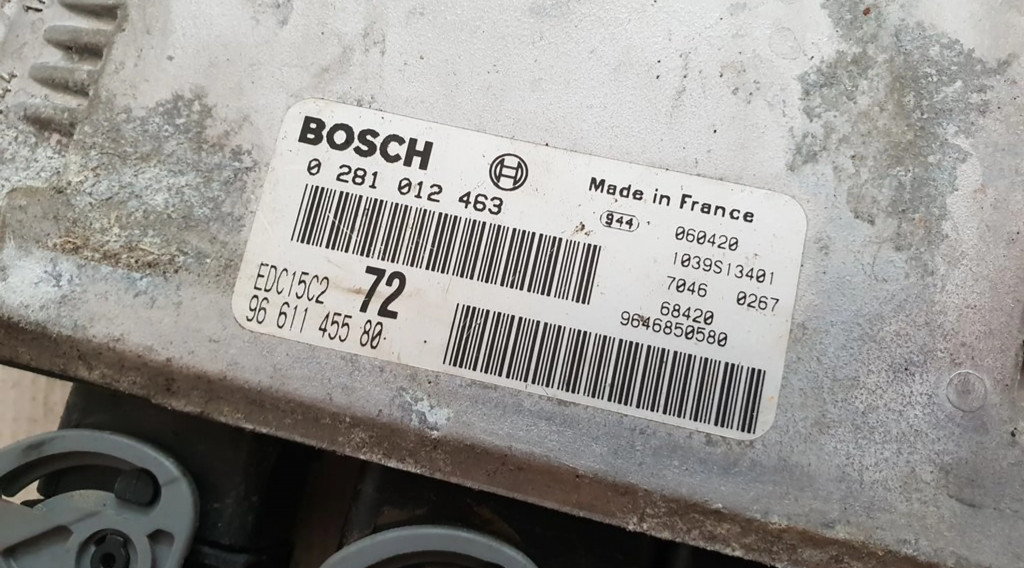 BOSCH
0 281 012 463
Made in France
944
060420
1039S13401
7046 0267
68420
9646850580
EDC15C2 72
96 611 455 80